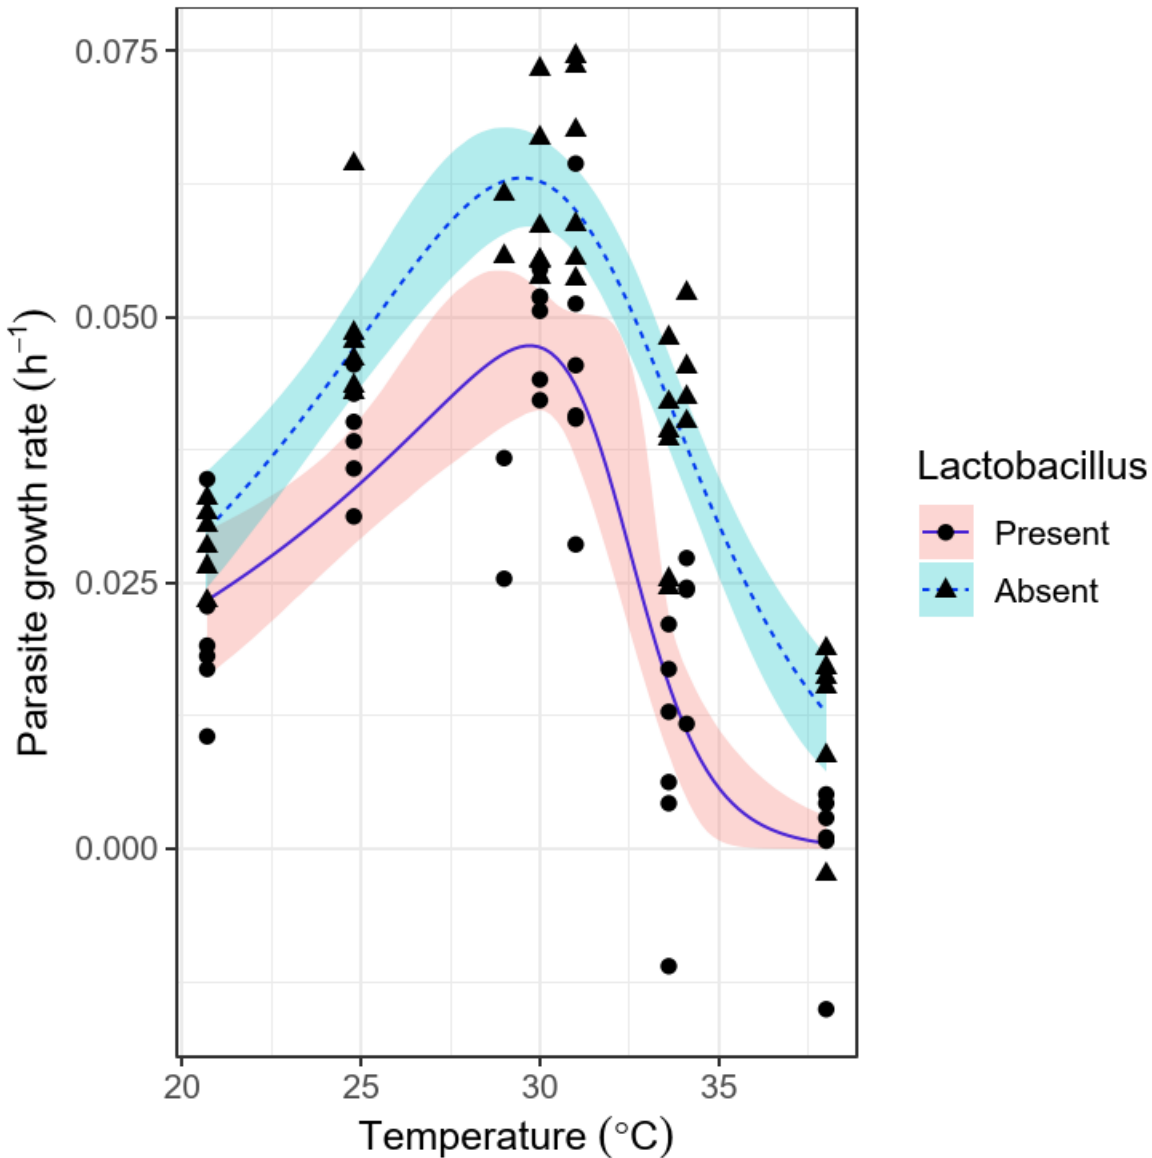 0.075
0.050
0.025
0.000
20 25 30 35
Temperature (°C)
Parasite growth rate (h⁻¹)
Lactobacillus
Present
Absent